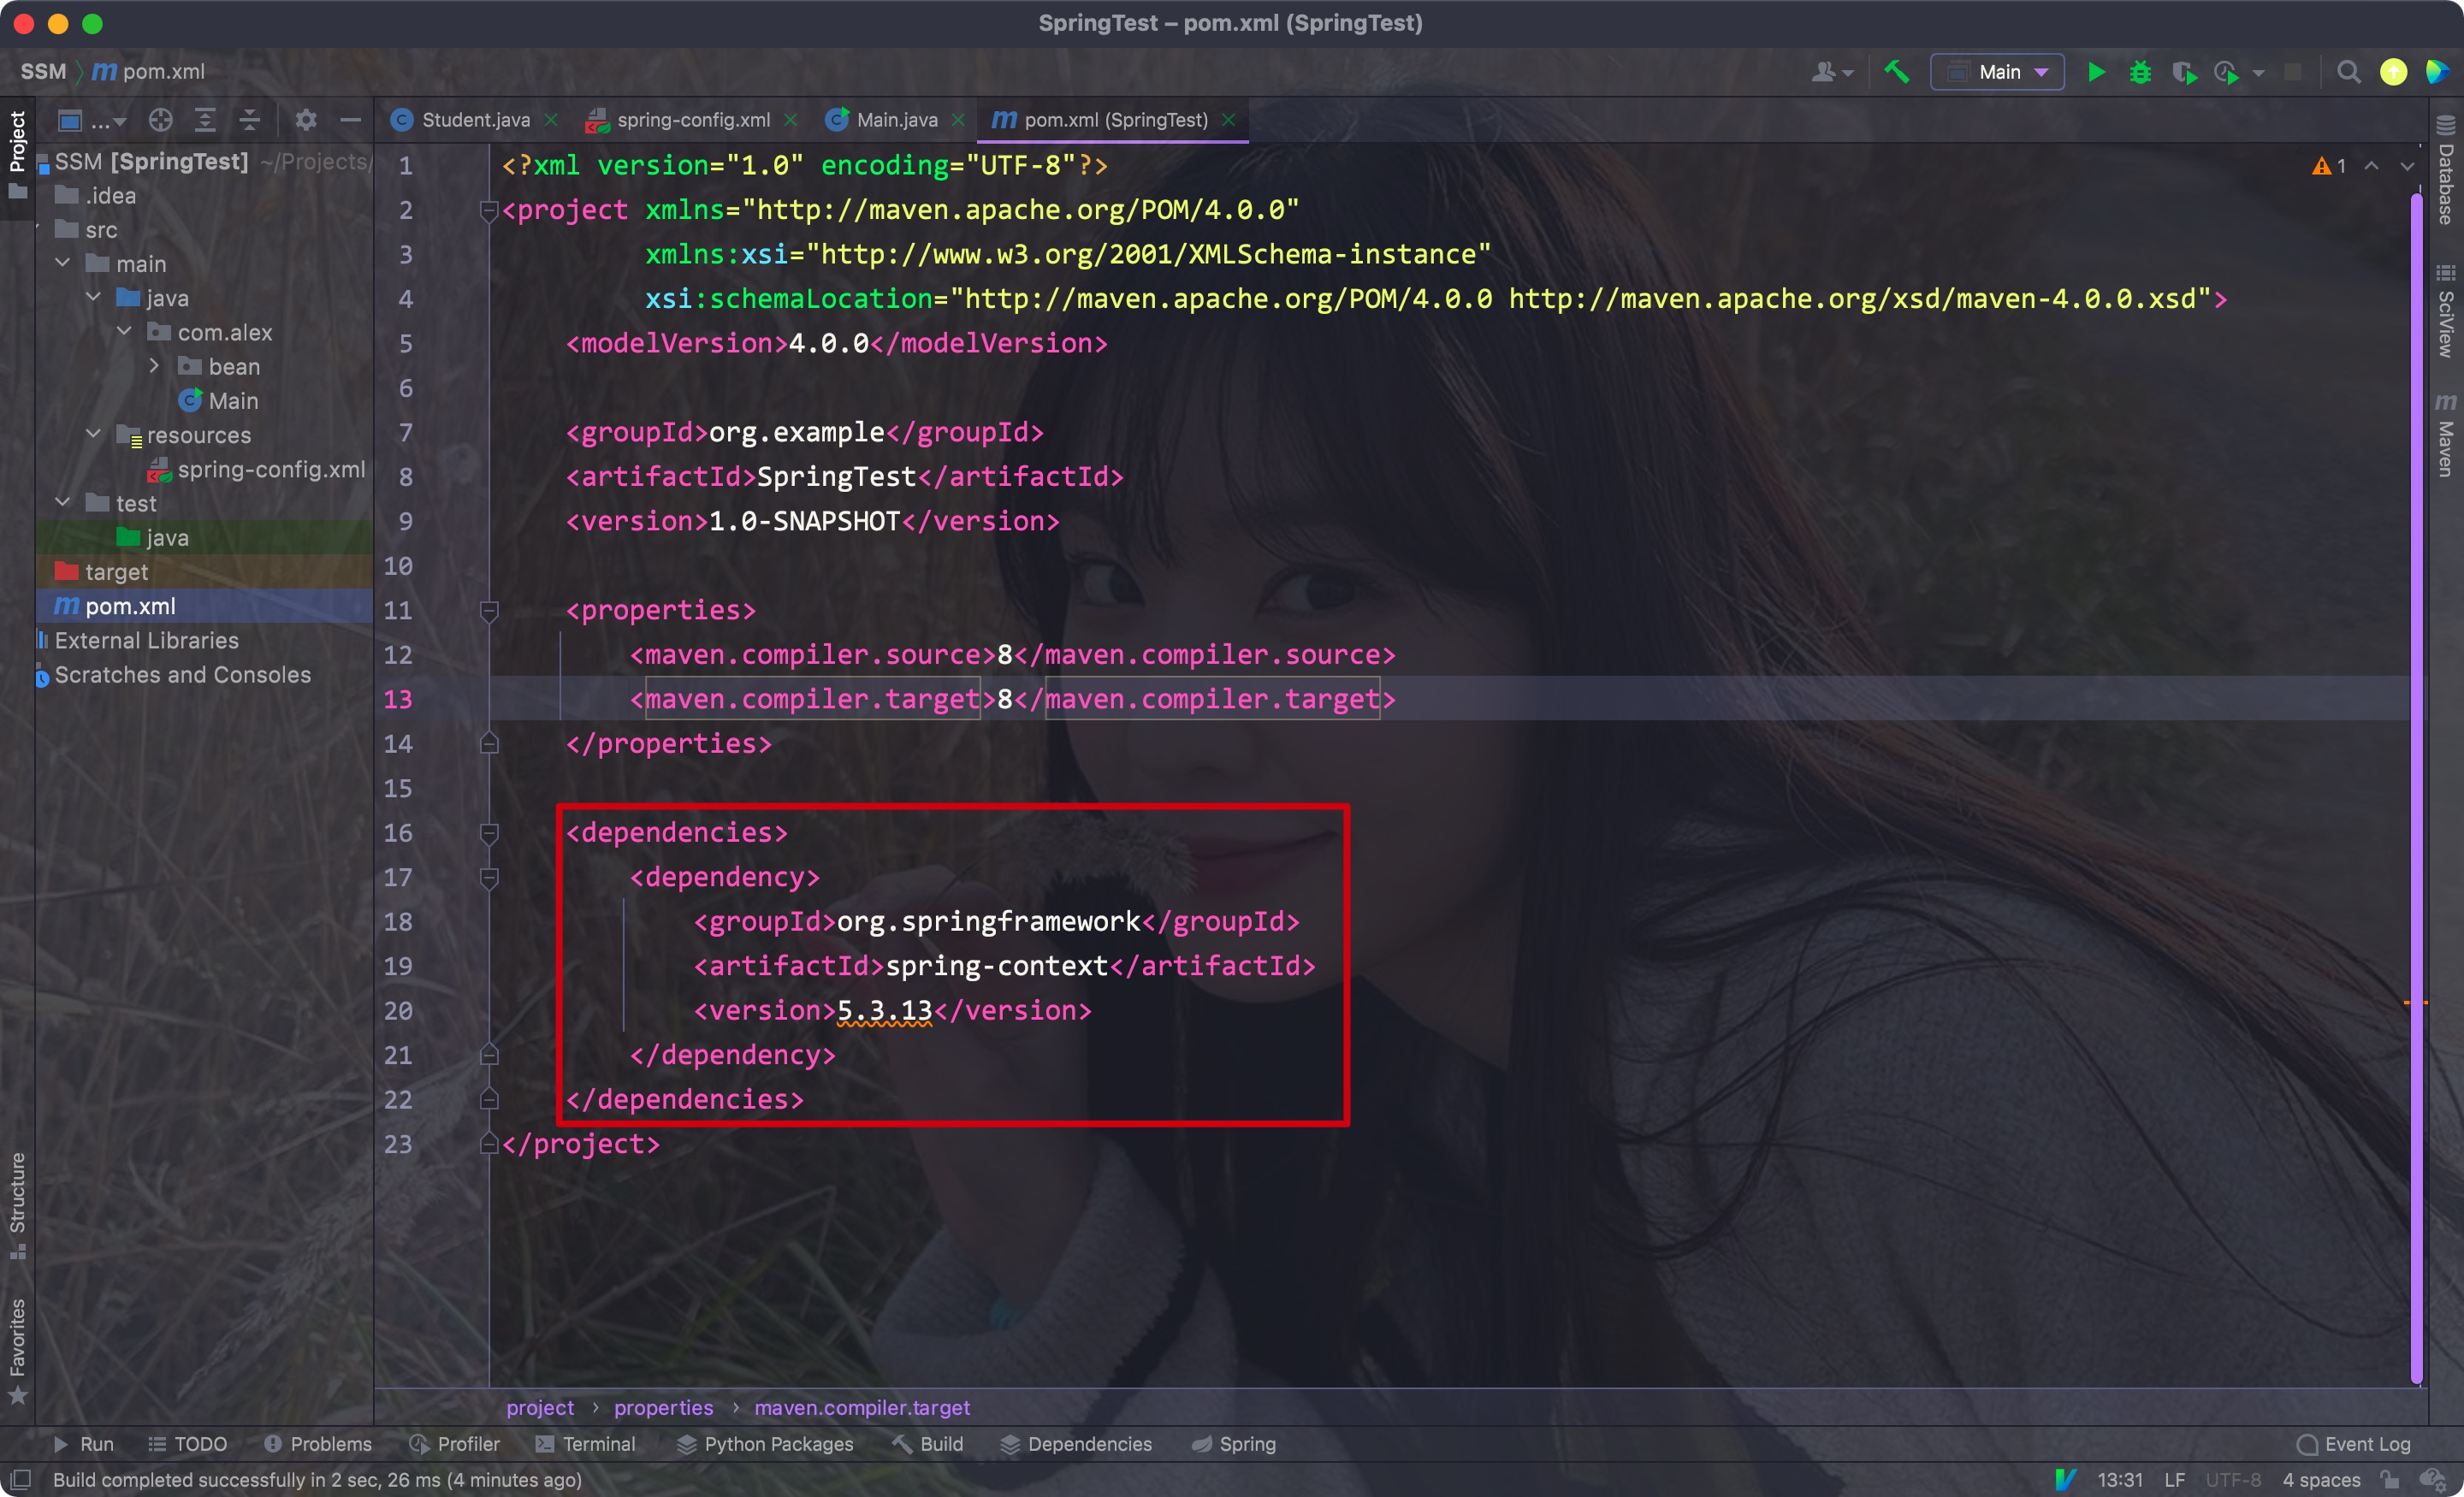 SpringTest – pom.xml (SpringTest)
SSM pom.xml
Main
Project
...
Student.java
spring-config.xml
Main.java
pom.xml (SpringTest)
SSM [SpringTest] ~/Projects/
.idea
src
main
java
com.alex
bean
Main
resources
spring-config.xml
test
java
target
pom.xml
External Libraries
Scratches and Consoles
1 <?xml version="1.0" encoding="UTF-8"?>
2 <project xmlns="http://maven.apache.org/POM/4.0.0"
3 xmlns:xsi="http://www.w3.org/2001/XMLSchema-instance"
4 xsi:schemaLocation="http://maven.apache.org/POM/4.0.0 http://maven.apache.org/xsd/maven-4.0.0.xsd">
5 <modelVersion>4.0.0</modelVersion>
6
7 <groupId>org.example</groupId>
8 <artifactId>SpringTest</artifactId>
9 <version>1.0-SNAPSHOT</version>
10
11 <properties>
12 <maven.compiler.source>8</maven.compiler.source>
13 <maven.compiler.target>8</maven.compiler.target>
14 </properties>
15
16 <dependencies>
17 <dependency>
18 <groupId>org.springframework</groupId>
19 <artifactId>spring-context</artifactId>
20 <version>5.3.13</version>
21 </dependency>
22 </dependencies>
23 </project>
1
Database
SciView
Maven
Structure
Favorites
project › properties › maven.compiler.target
Run TODO Problems Profiler Terminal Python Packages Build Dependencies Spring Event Log
Build completed successfully in 2 sec, 26 ms (4 minutes ago) 13:31 LF UTF-8 4 spaces